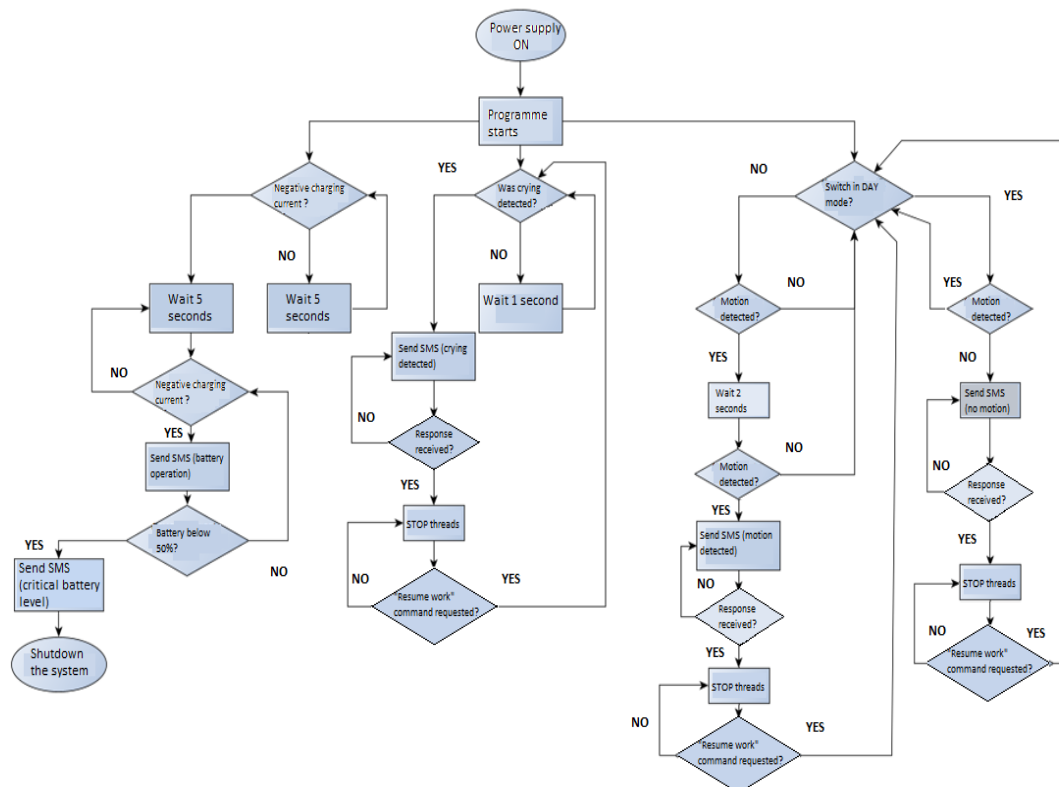 Power supply
ON
Programme
starts
Negative charging
current ?
NO
Wait 5
seconds
Wait 5
seconds
NO
Negative charging
current ?
YES
Send SMS (battery
operation)
Battery below
50%?
YES
NO
Send SMS
(critical battery
level)
Shutdown
the system
YES
Was crying
detected?
NO
Wait 1 second
Send SMS (crying
detected)
NO
Response
received?
YES
STOP threads
NO
"Resume work"
command requested?
YES
NO
Switch in DAY
mode?
YES
Motion
detected?
NO
YES
Wait 2
seconds
Motion
detected?
NO
YES
Send SMS (motion
detected)
NO
Response
received?
YES
STOP threads
NO
"Resume work"
command requested?
YES
YES
Motion
detected?
NO
Send SMS
(no motion)
NO
Response
received?
YES
STOP threads
NO
"Resume work"
command requested?
YES